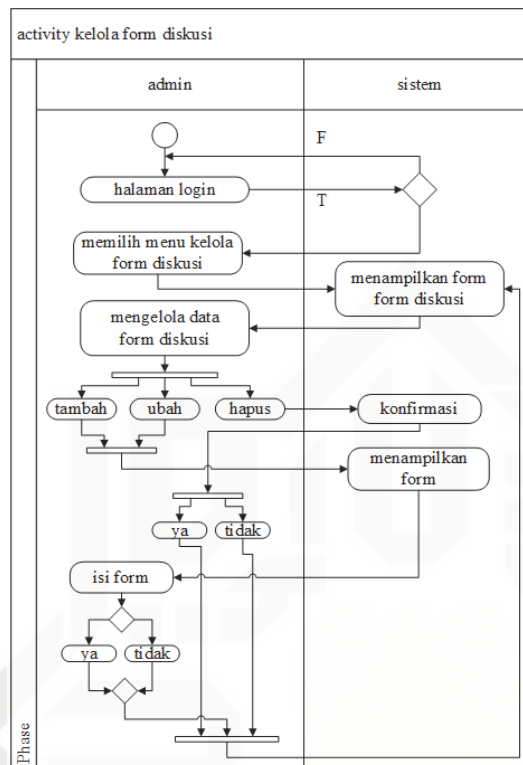 activity kelola form diskusi
admin
sistem
F
halaman login
T
memilih menu kelola
form diskusi
menampilkan form
form diskusi
mengelola data
form diskusi
tambah
ubah
hapus
konfirmasi
menampilkan
form
ya
tidak
isi form
ya
tidak
Phase